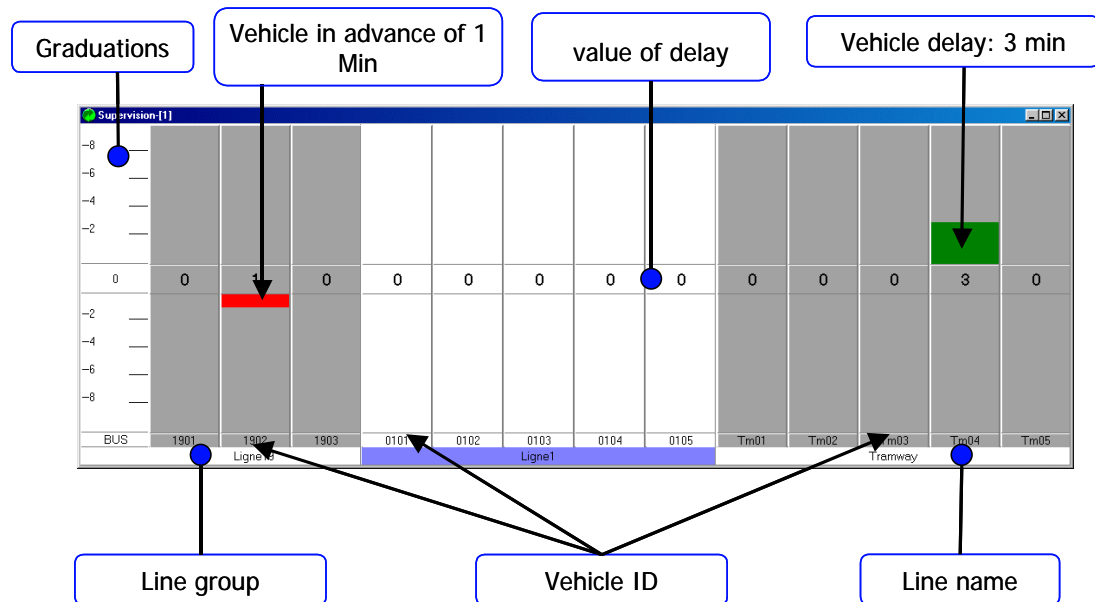 Graduations
Vehicle in advance of 1
Min
value of delay
Vehicle delay: 3 min
Supervision-[1]
-8
-6
-4
-2
0 0 1 0 0 0 0 0 0 0 0 0 3 0
-2
-4
-6
-8
BUS 1901 1902 1903 0101 0102 0103 0104 0105 Tm01 Tm02 Tm03 Tm04 Tm05
Ligne19 Ligne1 Tramway
Line group
Vehicle ID
Line name